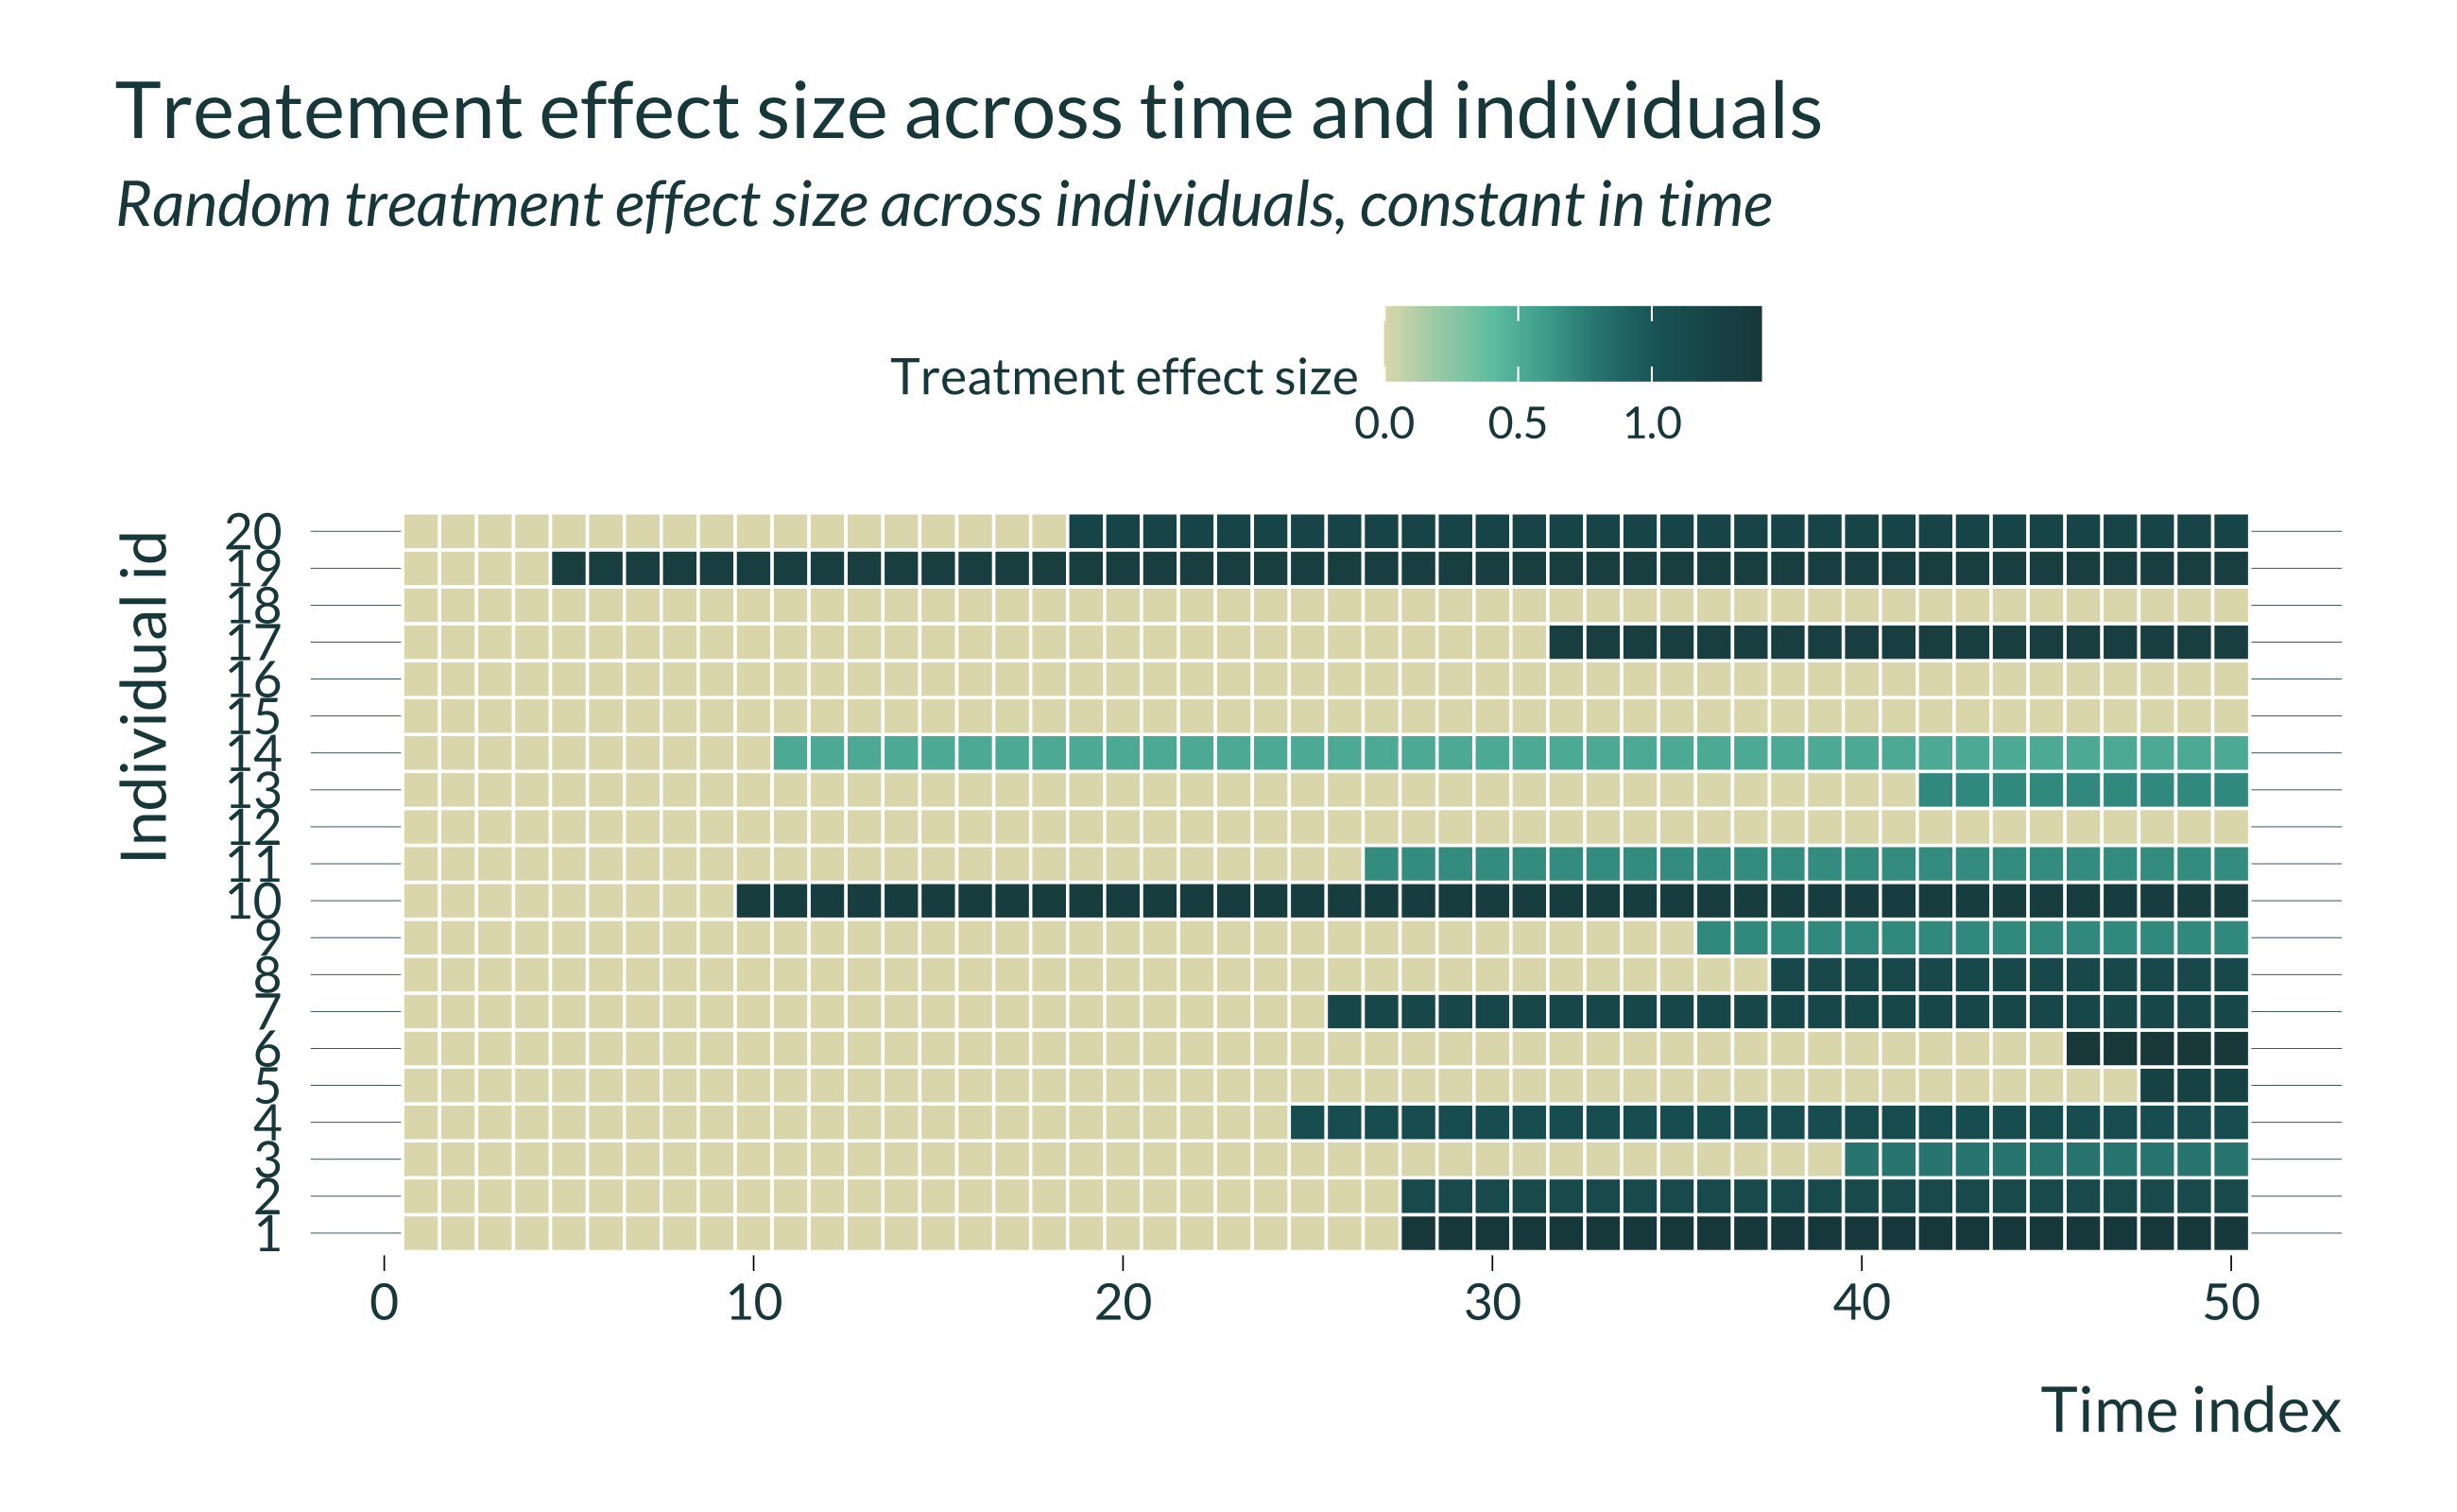 Treatement effect size across time and individuals
Random treatment effect size across individuals, constant in time
Treatment effect size
0.0 0.5 1.0
Individual id
20
19
18
17
16
15
14
13
12
11
10
9
8
7
6
5
4
3
2
1
0 10 20 30 40 50
Time index